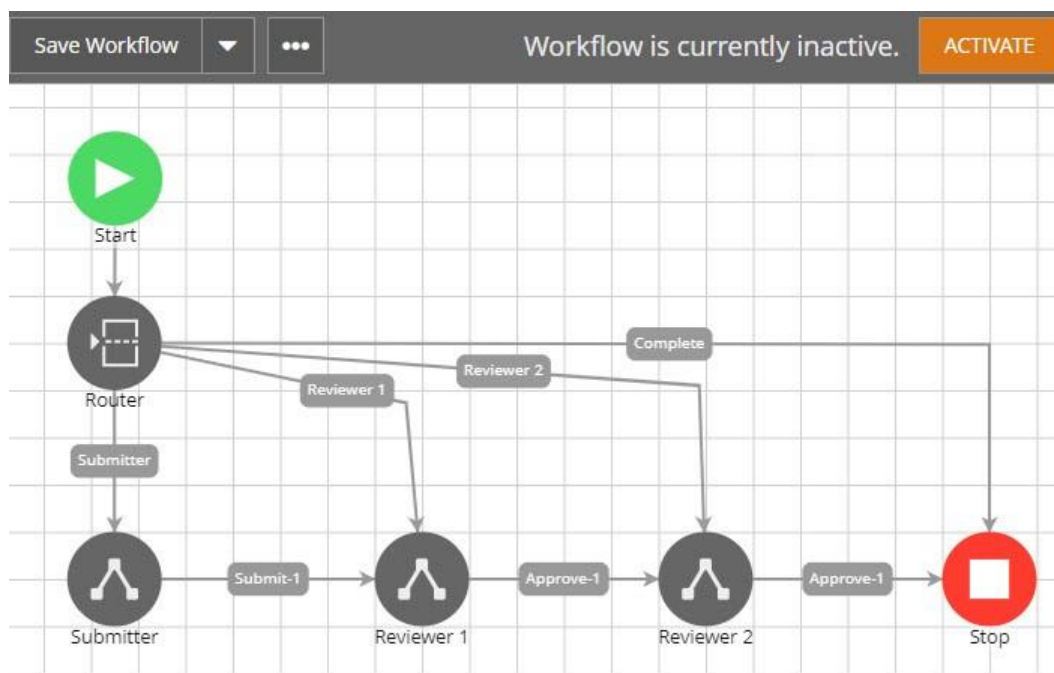 Save Workflow
Workflow is currently inactive.
ACTIVATE
Start
Complete
Reviewer 2
Reviewer 1
Router
Submitter
Submit-1
Approve-1
Approve-1
Submitter
Reviewer 1
Reviewer 2
Stop